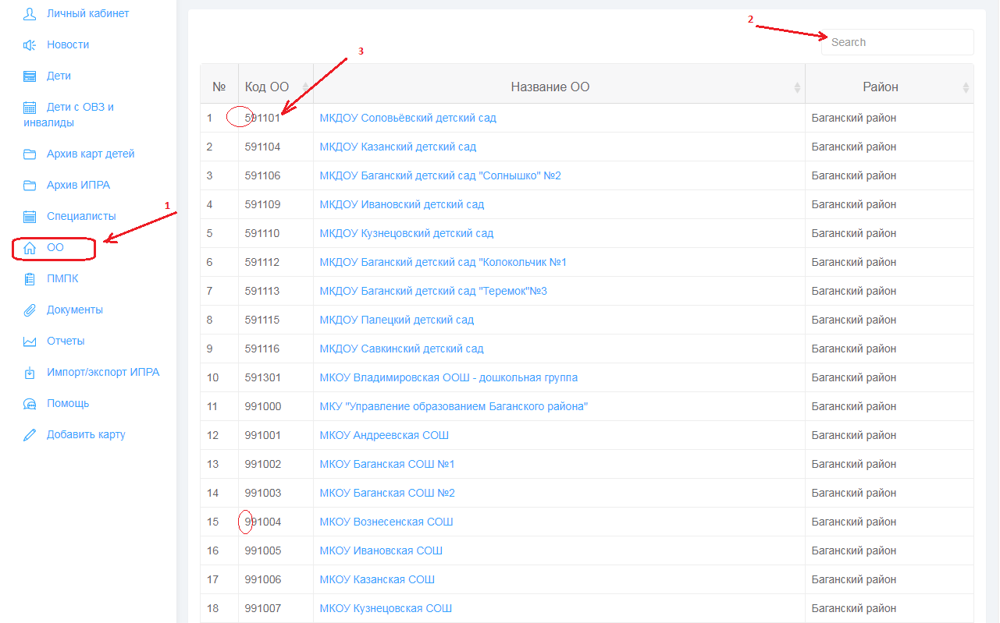 Личный кабинет
Новости
Дети
Дети с ОВЗ и
инвалиды
Архив карт детей
Архив ИПРА
Специалисты
1
ОО
ПМПК
Документы
Отчеты
Импорт/экспорт ИПРА
Помощь
Добавить карту
2
Search
3
№ Код ОО Название ОО Район
1 591101 МКДОУ Соловьёвский детский сад Баганский район
2 591104 МКДОУ Казанский детский сад Баганский район
3 591106 МКДОУ Баганский детский сад "Солнышко" №2 Баганский район
4 591109 МКДОУ Ивановский детский сад Баганский район
5 591110 МКДОУ Кузнецовский детский сад Баганский район
6 591112 МКДОУ Баганский детский сад "Колокольчик №1 Баганский район
7 591113 МКДОУ Баганский детский сад "Теремок"№3 Баганский район
8 591115 МКДОУ Палецкий детский сад Баганский район
9 591116 МКДОУ Савкинский детский сад Баганский район
10 591301 МКОУ Владимировская ООШ - дошкольная группа Баганский район
11 991000 МКУ "Управление образованием Баганского района" Баганский район
12 991001 МКОУ Андреевская СОШ Баганский район
13 991002 МКОУ Баганская СОШ №1 Баганский район
14 991003 МКОУ Баганская СОШ №2 Баганский район
15 991004 МКОУ Вознесенская СОШ Баганский район
16 991005 МКОУ Ивановская СОШ Баганский район
17 991006 МКОУ Казанская СОШ Баганский район
18 991007 МКОУ Кузнецовская СОШ Баганский район